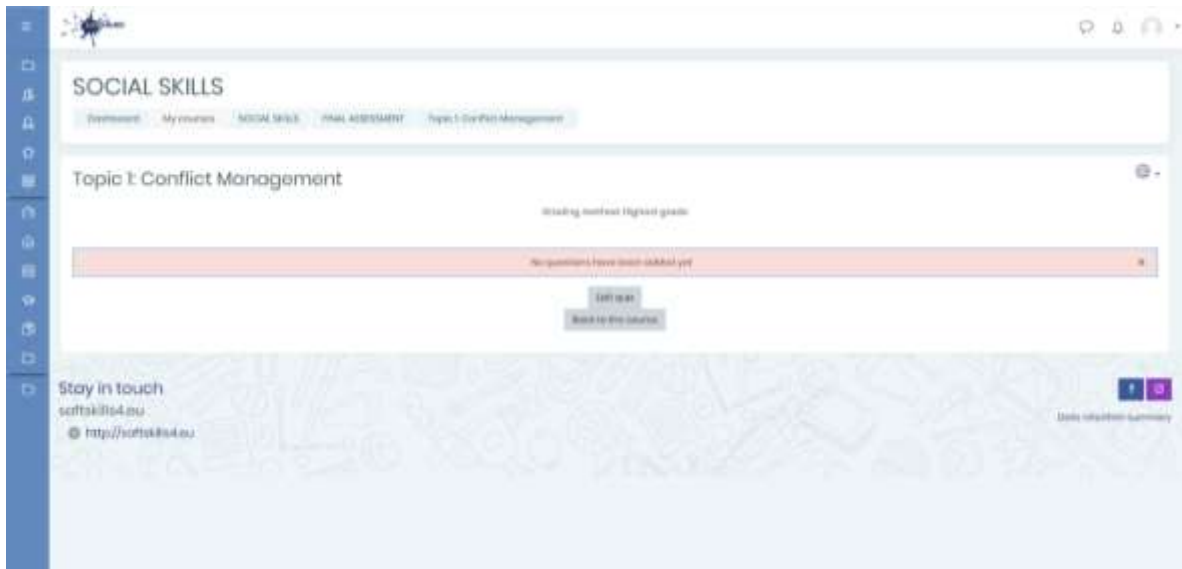 SOCIAL SKILLS
Dashboard My courses SOCIAL SKILLS FINAL ASSESSMENT Topic 1: Conflict Management
Topic 1: Conflict Management
Grading method: Highest grade
No questions have been added yet
Edit quiz
Back to the course
Stay in touch
softskills4.eu
http://softskills4.eu
Data retention summary